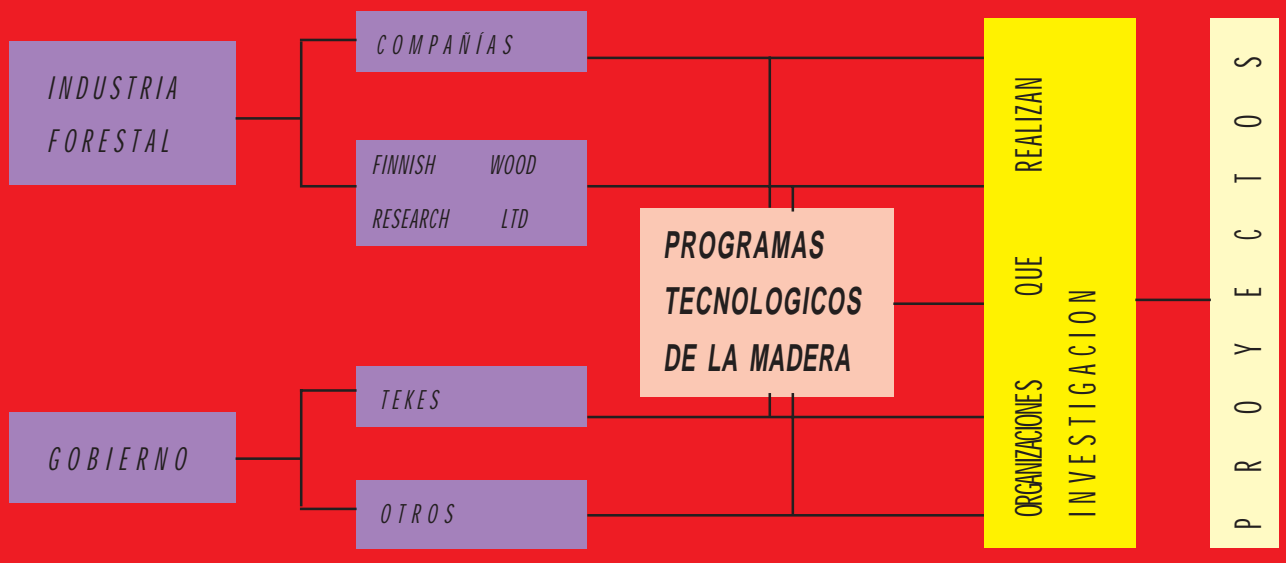 INDUSTRIA
FORESTAL
COMPAÑÍAS
FINNISH WOOD
RESEARCH LTD
GOBIERNO
TEKES
OTROS
PROGRAMAS
TECNOLOGICOS
DE LA MADERA
ORGANIZACIONES QUE REALIZAN
INVESTIGACION
PROYECTOS